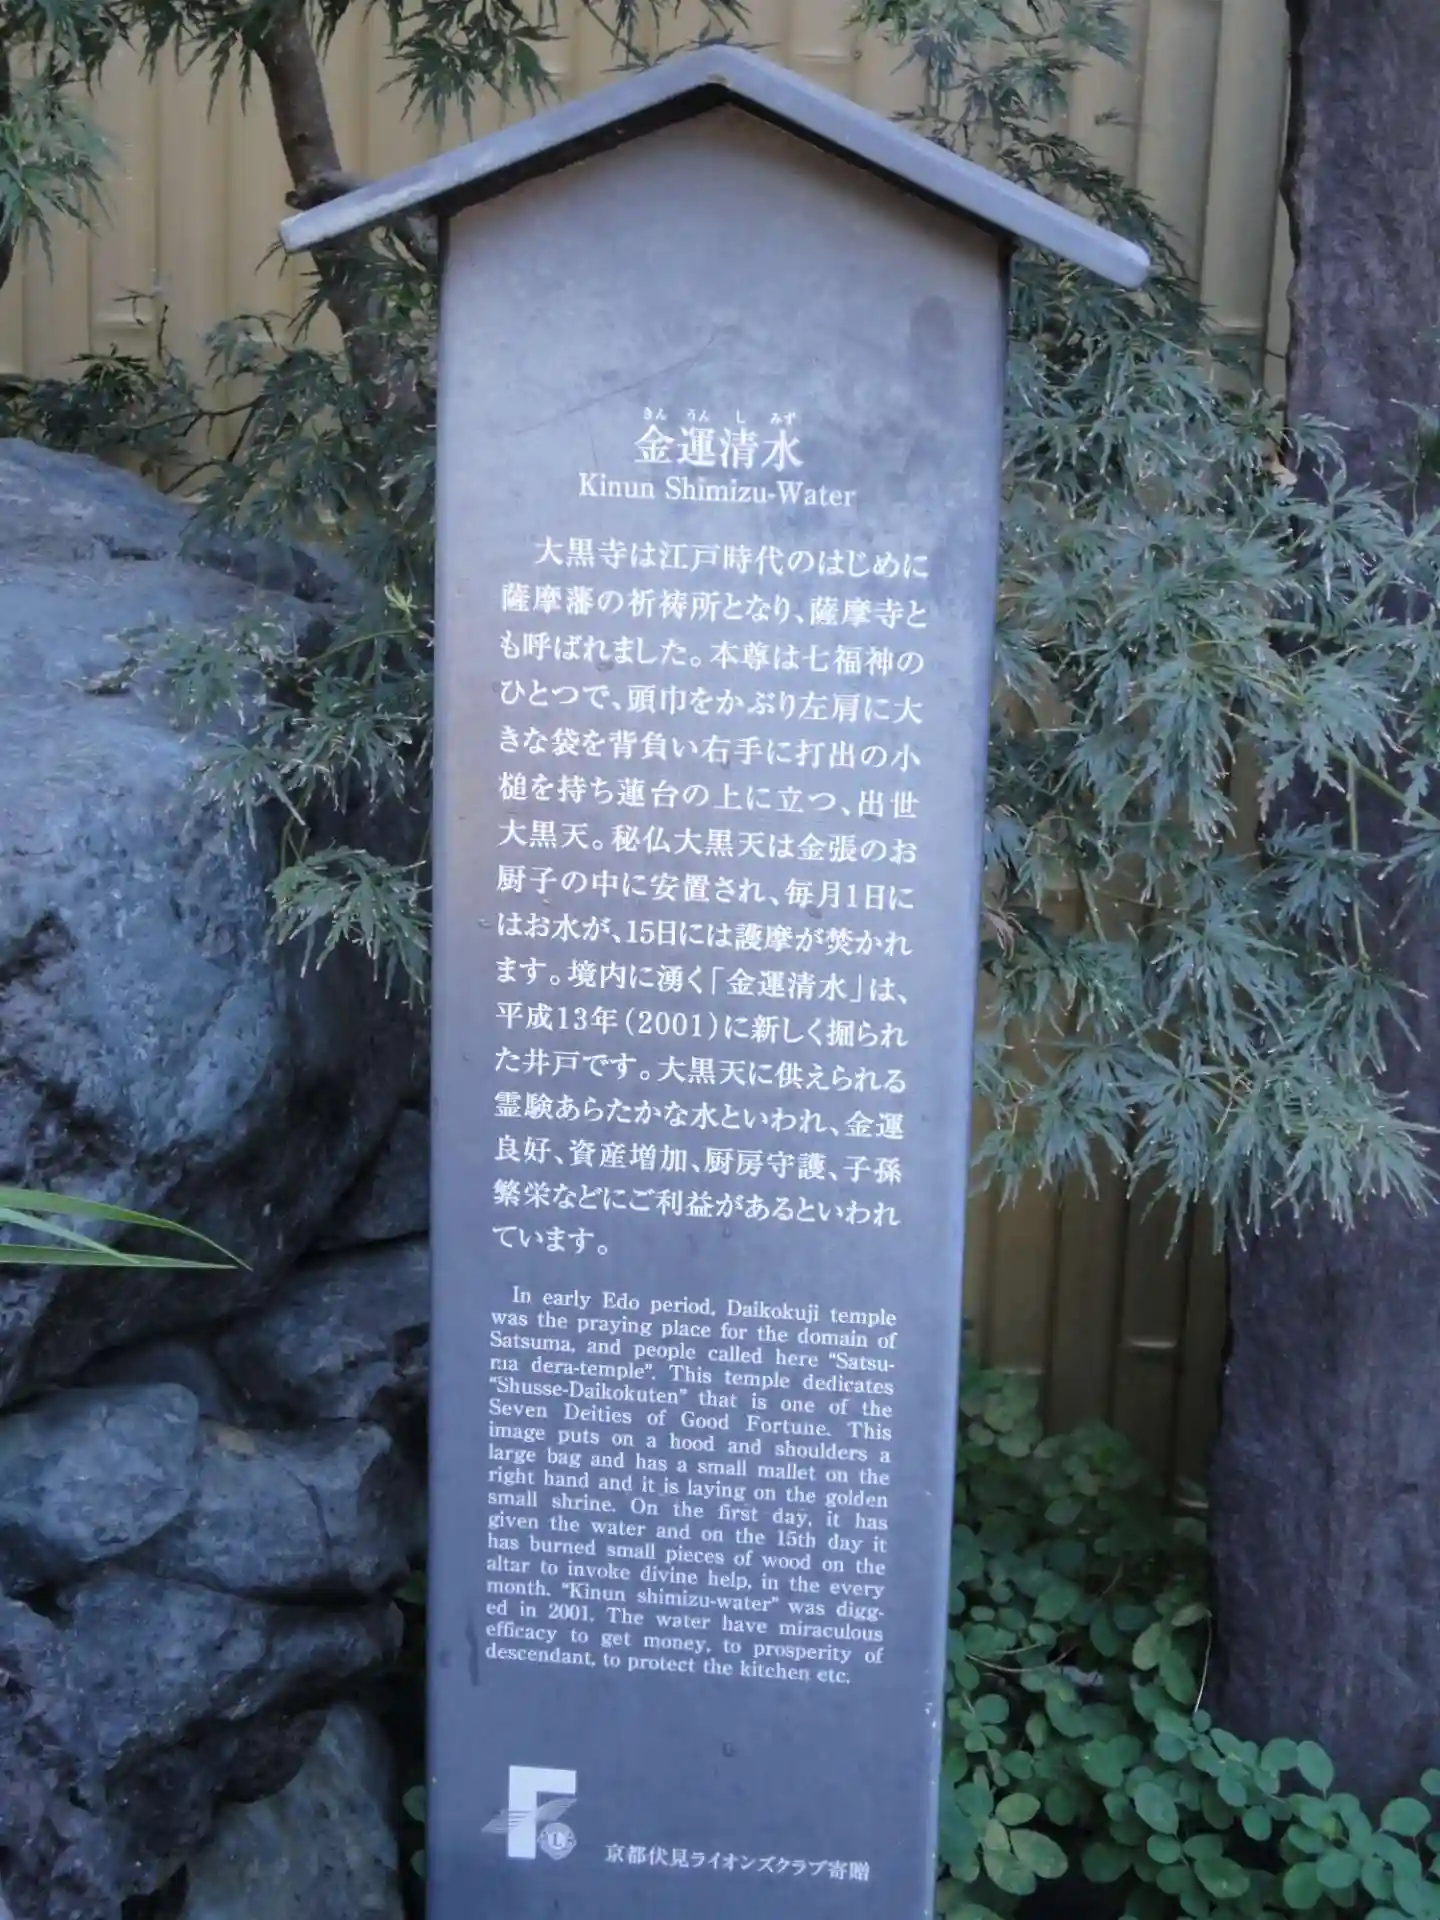 きん うん し みず
金運清水
Kinun Shimizu-Water
大黒寺は江戸時代のはじめに
薩摩藩の祈祷所となり、薩摩寺と
も呼ばれました。本尊は七福神の
ひとつで、頭巾をかぶり左肩に大
きな袋を背負い右手に打出の小
槌を持ち蓮台の上に立つ、出世
大黒天。秘仏大黒天は金張のお
厨子の中に安置され、毎月1日に
はお水が、15日には護摩が焚かれ
ます。境内に湧く「金運清水」は、
平成13年(2001)に新しく掘られ
た井戸です。大黒天に供えられる
霊験あらたかな水といわれ、金運
良好、資産増加、厨房守護、子孫
繁栄などにご利益があるといわれ
ています。
In early Edo period, Daikokuji temple
was the praying place for the domain of
Satsuma, and people called here "Satsu-
ma dera-temple". This temple dedicates
"Shusse-Daikokuten" that is one of the
Seven Deities of Good Fortune. This
image puts on a hood and shoulders a
large bag and has a small mallet on the
right hand and it is laying on the golden
small shrine. On the first day, it has
given the water and on the 15th day it
has burned small pieces of wood on the
altar to invoke divine help, in the every
month. "Kinun shimizu-water" was digg-
ed in 2001. The water have miraculous
efficacy to get money, to prosperity of
descendant, to protect the kitchen etc.
F
L
京都伏見ライオンズクラブ寄贈